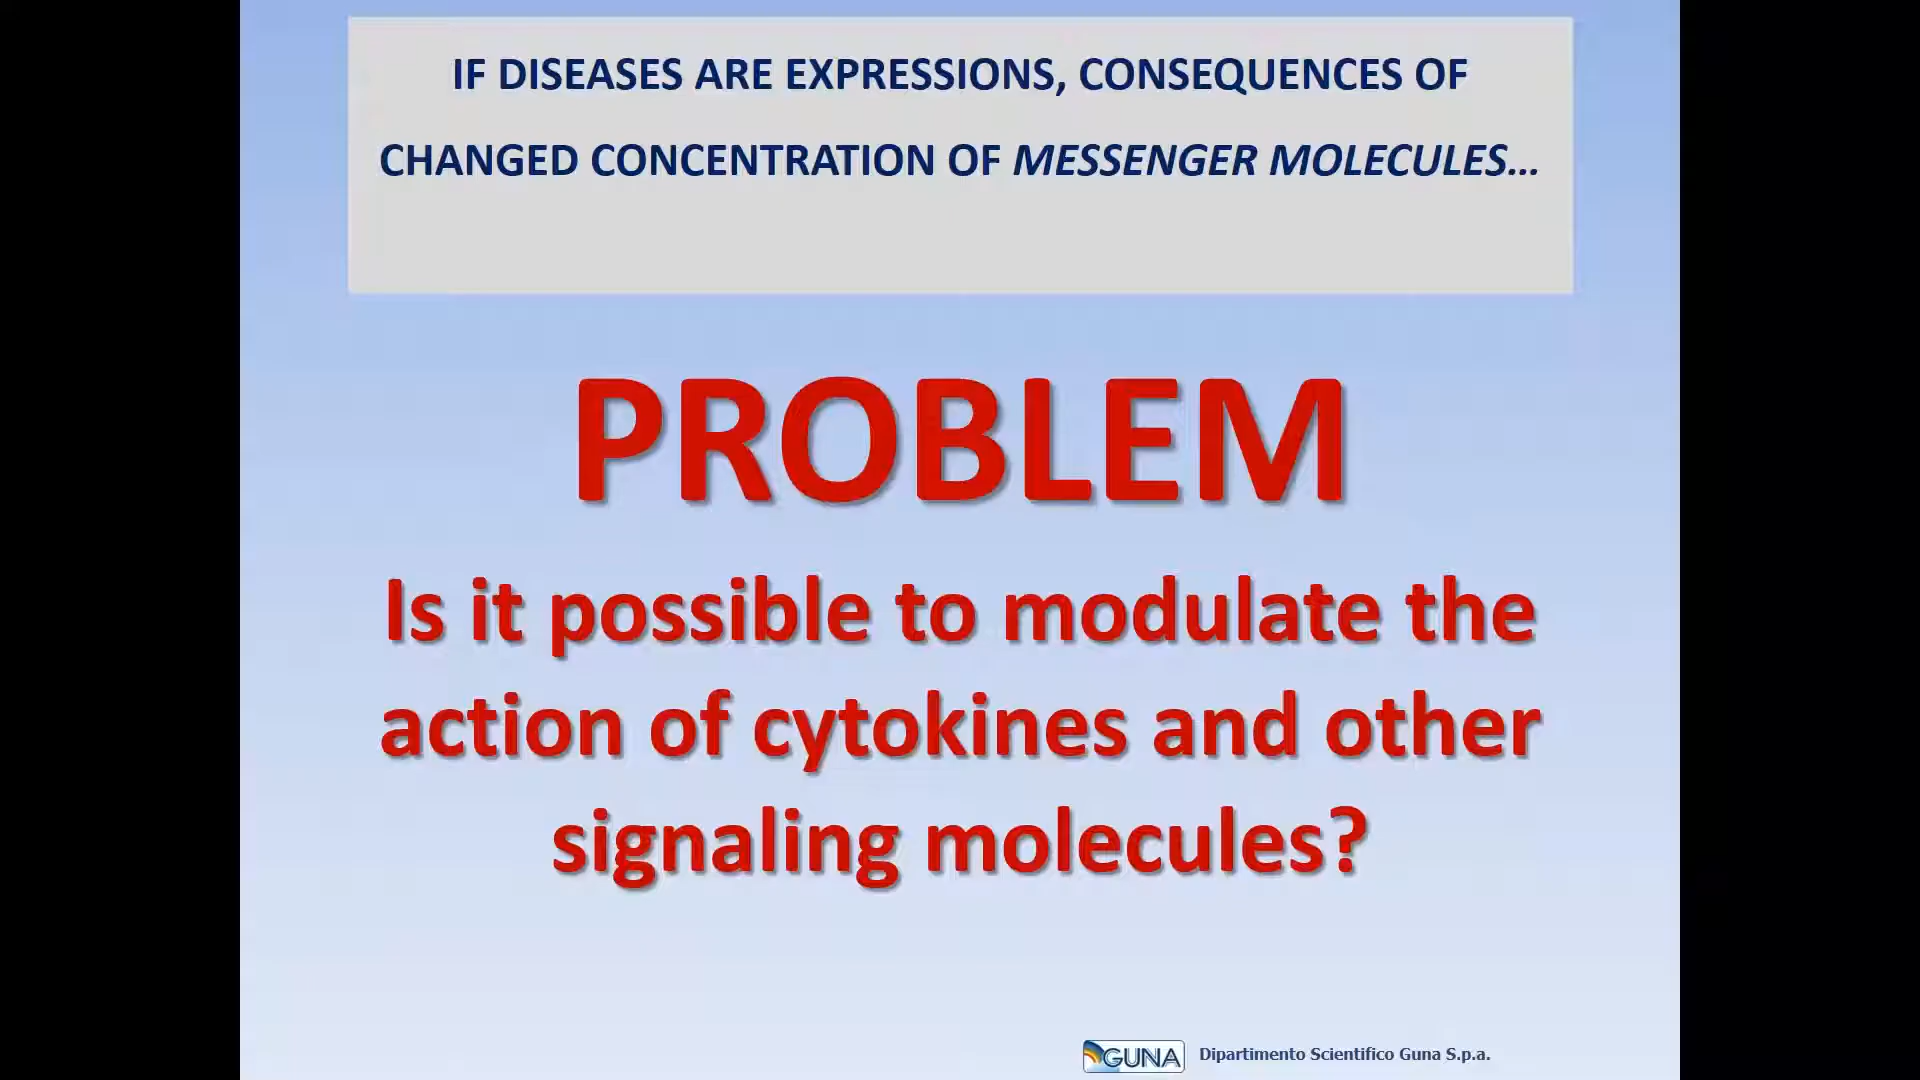 IF DISEASES ARE EXPRESSIONS, CONSEQUENCES OF
CHANGED CONCENTRATION OF MESSENGER MOLECULES...
PROBLEM
Is it possible to modulate the
action of cytokines and other
signaling molecules?
GUNA Dipartimento Scientifico Guna S.p.a.